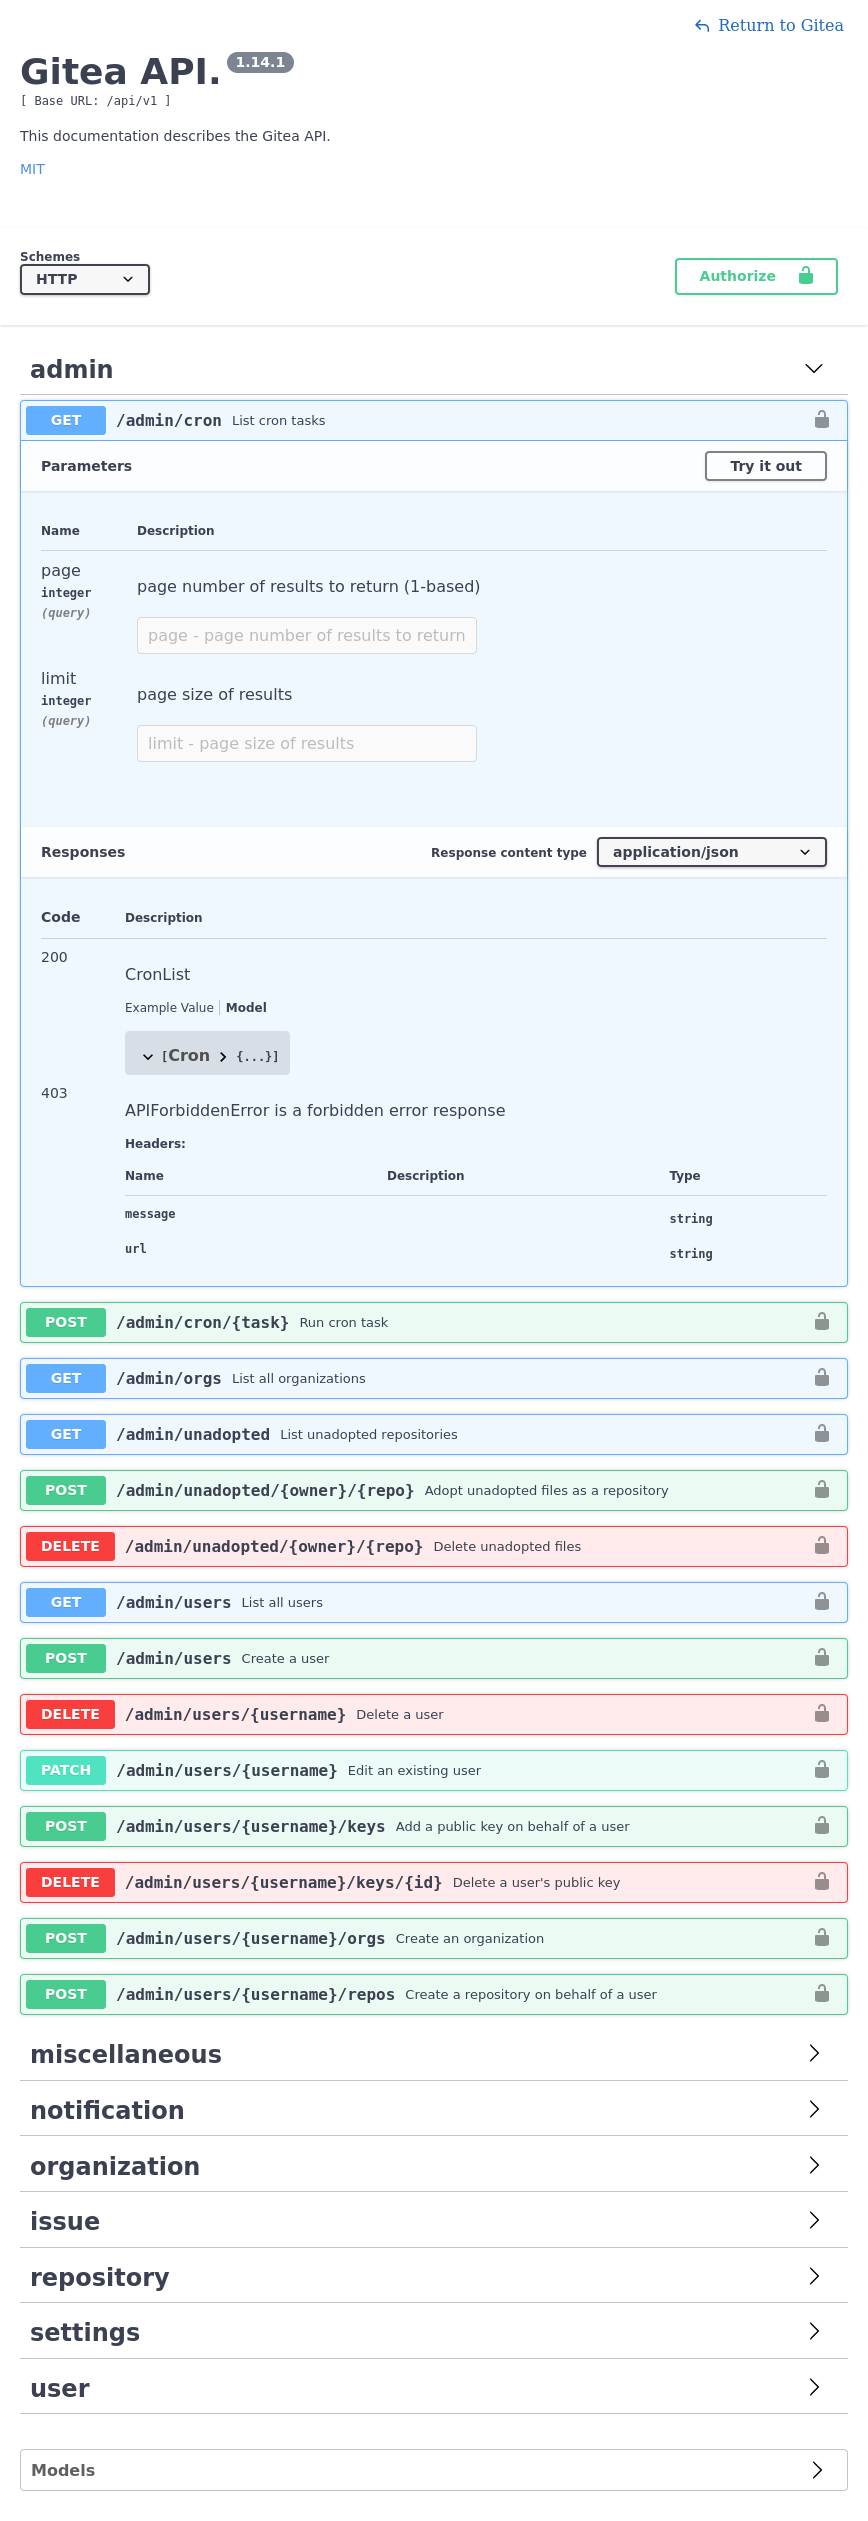 Return to Gitea
Gitea API. 1.14.1
[ Base URL: /api/v1 ]
This documentation describes the Gitea API.
MIT
Schemes
HTTP
Authorize
admin
GET /admin/cron List cron tasks
Parameters Try it out
Name Description
page
integer
(query)
page number of results to return (1-based)
page - page number of results to return
limit
integer
(query)
page size of results
limit - page size of results
Responses Response content type application/json
Code Description
200
CronList
Example Value Model
[Cron {...}]
403
APIForbiddenError is a forbidden error response
Headers:
Name Description Type
message string
url string
POST /admin/cron/{task} Run cron task
GET /admin/orgs List all organizations
GET /admin/unadopted List unadopted repositories
POST /admin/unadopted/{owner}/{repo} Adopt unadopted files as a repository
DELETE /admin/unadopted/{owner}/{repo} Delete unadopted files
GET /admin/users List all users
POST /admin/users Create a user
DELETE /admin/users/{username} Delete a user
PATCH /admin/users/{username} Edit an existing user
POST /admin/users/{username}/keys Add a public key on behalf of a user
DELETE /admin/users/{username}/keys/{id} Delete a user's public key
POST /admin/users/{username}/orgs Create an organization
POST /admin/users/{username}/repos Create a repository on behalf of a user
miscellaneous
notification
organization
issue
repository
settings
user
Models